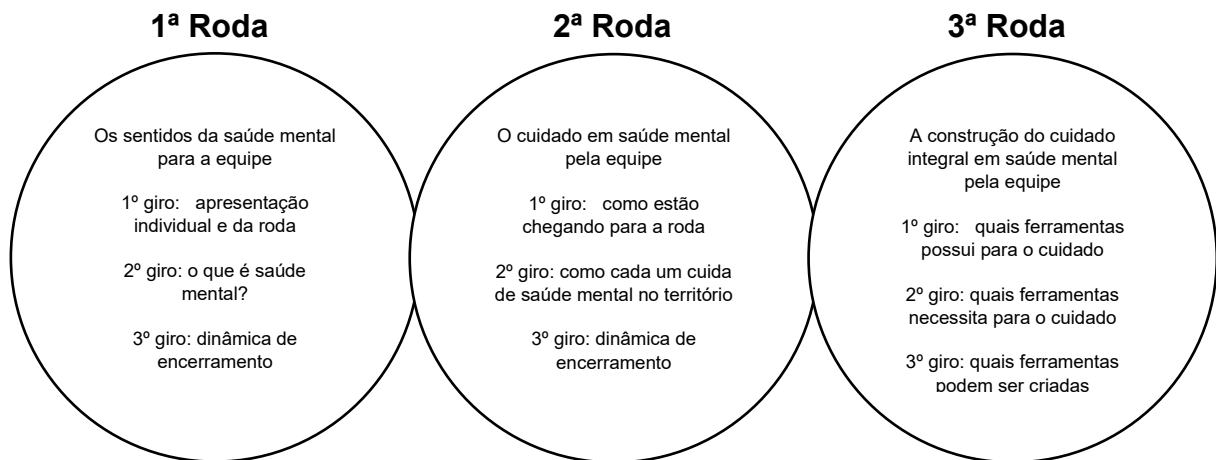 1ª Roda
Os sentidos da saúde mental
para a equipe
1º giro: apresentação
individual e da roda
2º giro: o que é saúde
mental?
3º giro: dinâmica de
encerramento
2ª Roda
O cuidado em saúde mental
pela equipe
1º giro: como estão
chegando para a roda
2º giro: como cada um cuida
de saúde mental no território
3º giro: dinâmica de
encerramento
3ª Roda
A construção do cuidado
integral em saúde mental
pela equipe
1º giro: quais ferramentas
possui para o cuidado
2º giro: quais ferramentas
necessita para o cuidado
3º giro: quais ferramentas
podem ser criadas